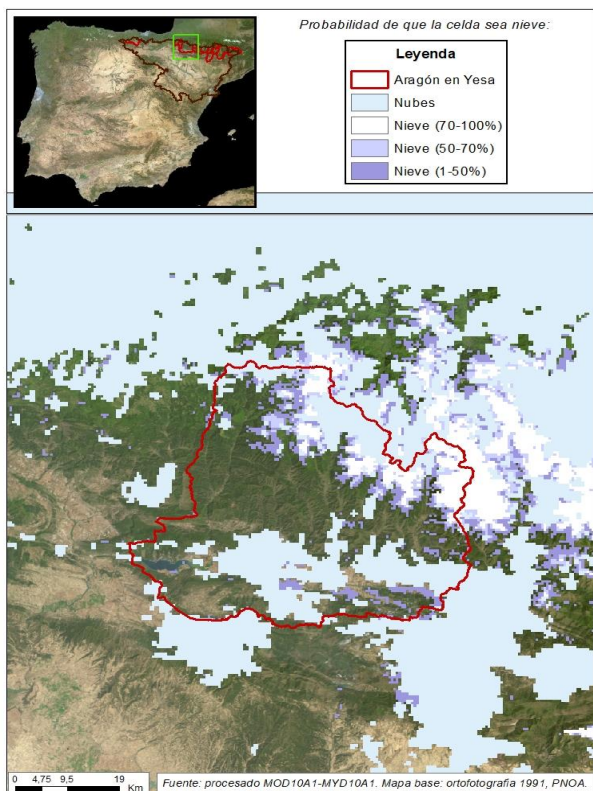 Probabilidad de que la celda sea nieve:
Leyenda
Aragón en Yesa
Nubes
Nieve (70-100%)
Nieve (50-70%)
Nieve (1-50%)
0 4,75 9,5 19
Km
Fuente: procesado MOD10A1-MYD10A1. Mapa base: ortofotografia 1991, PNOA.